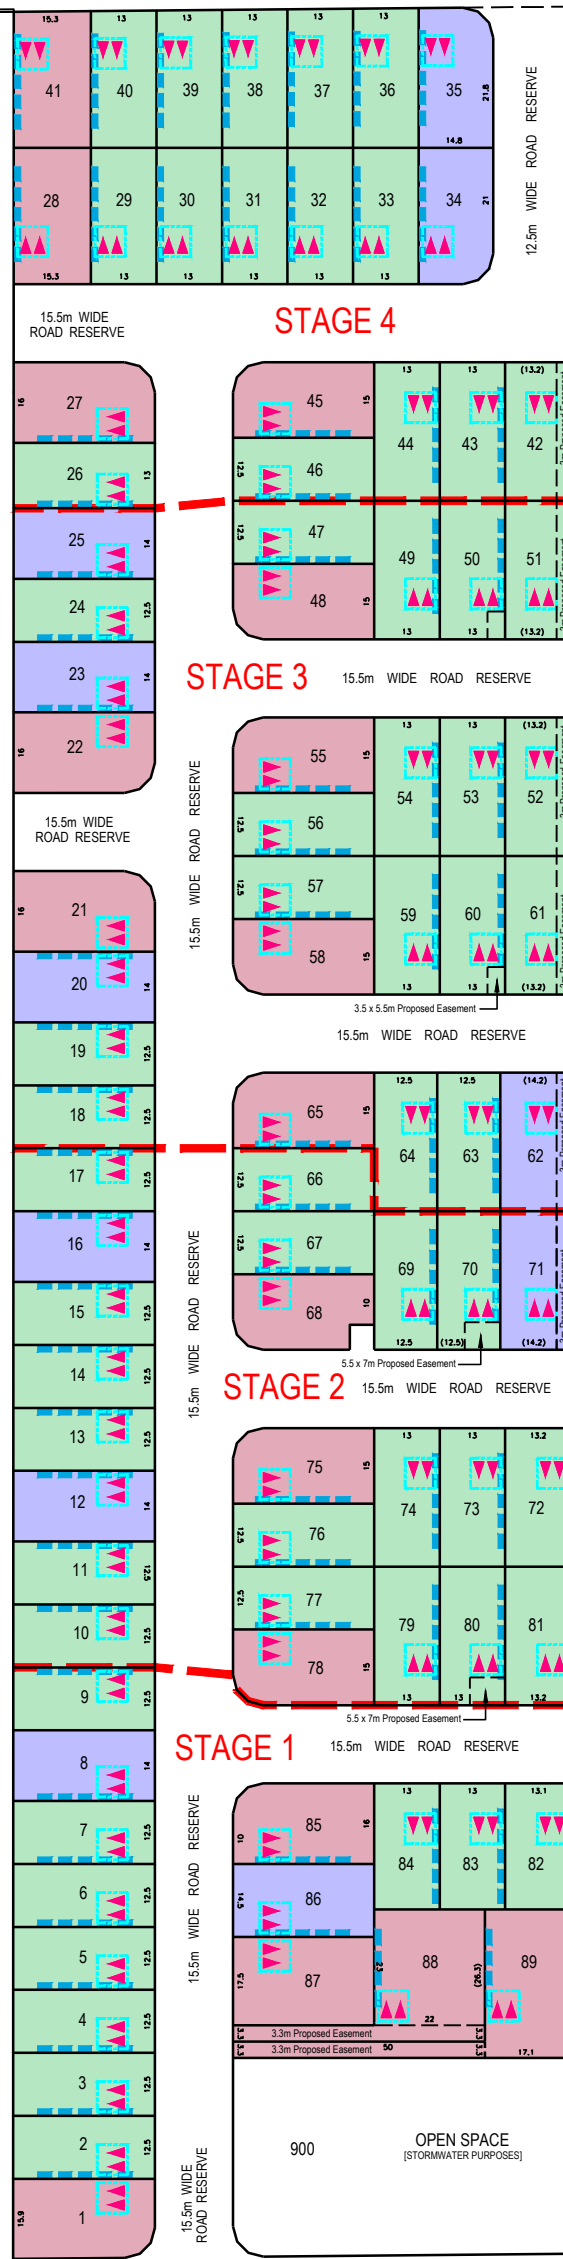 15.3 13 13 13 13 13
41 40 39 38 37 36 35
21.8
14.8
12.5m WIDE ROAD RESERVE
28 29 30 31 32 33 34
21
15.3 13 13 13 13 13
15.5m WIDE
ROAD RESERVE
STAGE 4
16
27
26
13
25
14
24
12.5
23
14
22
16
13 13 (13.2)
45
15
44 43 42
12.5
46
12.5
47
49 50 51
48
15
13 13 (13.2)
STAGE 3
15.5m WIDE ROAD RESERVE
15.5m WIDE
ROAD RESERVE
15.5m WIDE ROAD RESERVE
13 13 (13.2)
55
15
54 53 52
12.5
56
12.5
57
59 60 61
58
15
13 13 (13.2)
3.5 x 5.5m Proposed Easement
15.5m WIDE ROAD RESERVE
16
21
20
14
19
12.5
18
12.5
17
12.5
16
14
15
12.5
14
12.5
13
12.5
12
14
11
12.5
10
12.5
12.5 12.5 (14.2)
65
15
64 63 62
12.5
66
12.5
67
69 70 71
68
10
12.5 (12.5) (14.2)
5.5 x 7m Proposed Easement
15.5m WIDE ROAD RESERVE
STAGE 2
15.5m WIDE ROAD RESERVE
13 13 13.2
75
15
74 73 72
12.5
76
12.5
77
79 80 81
78
15
13 13 13.2
5.5 x 7m Proposed Easement
STAGE 1
15.5m WIDE ROAD RESERVE
9
12.5
8
14
7
12.5
6
12.5
5
12.5
4
12.5
3
12.5
2
12.5
15.9
1
15.5m WIDE ROAD RESERVE
13 13 13.1
10
85
16
84 83 82
14.5
86
17.5
87
23
88
(26.3)
89
22
3.3 3.3m Proposed Easement 3.3
3.3 3.3m Proposed Easement 50 3.3
17.1
15.5m WIDE
ROAD RESERVE
900
OPEN SPACE
[STORMWATER PURPOSES]